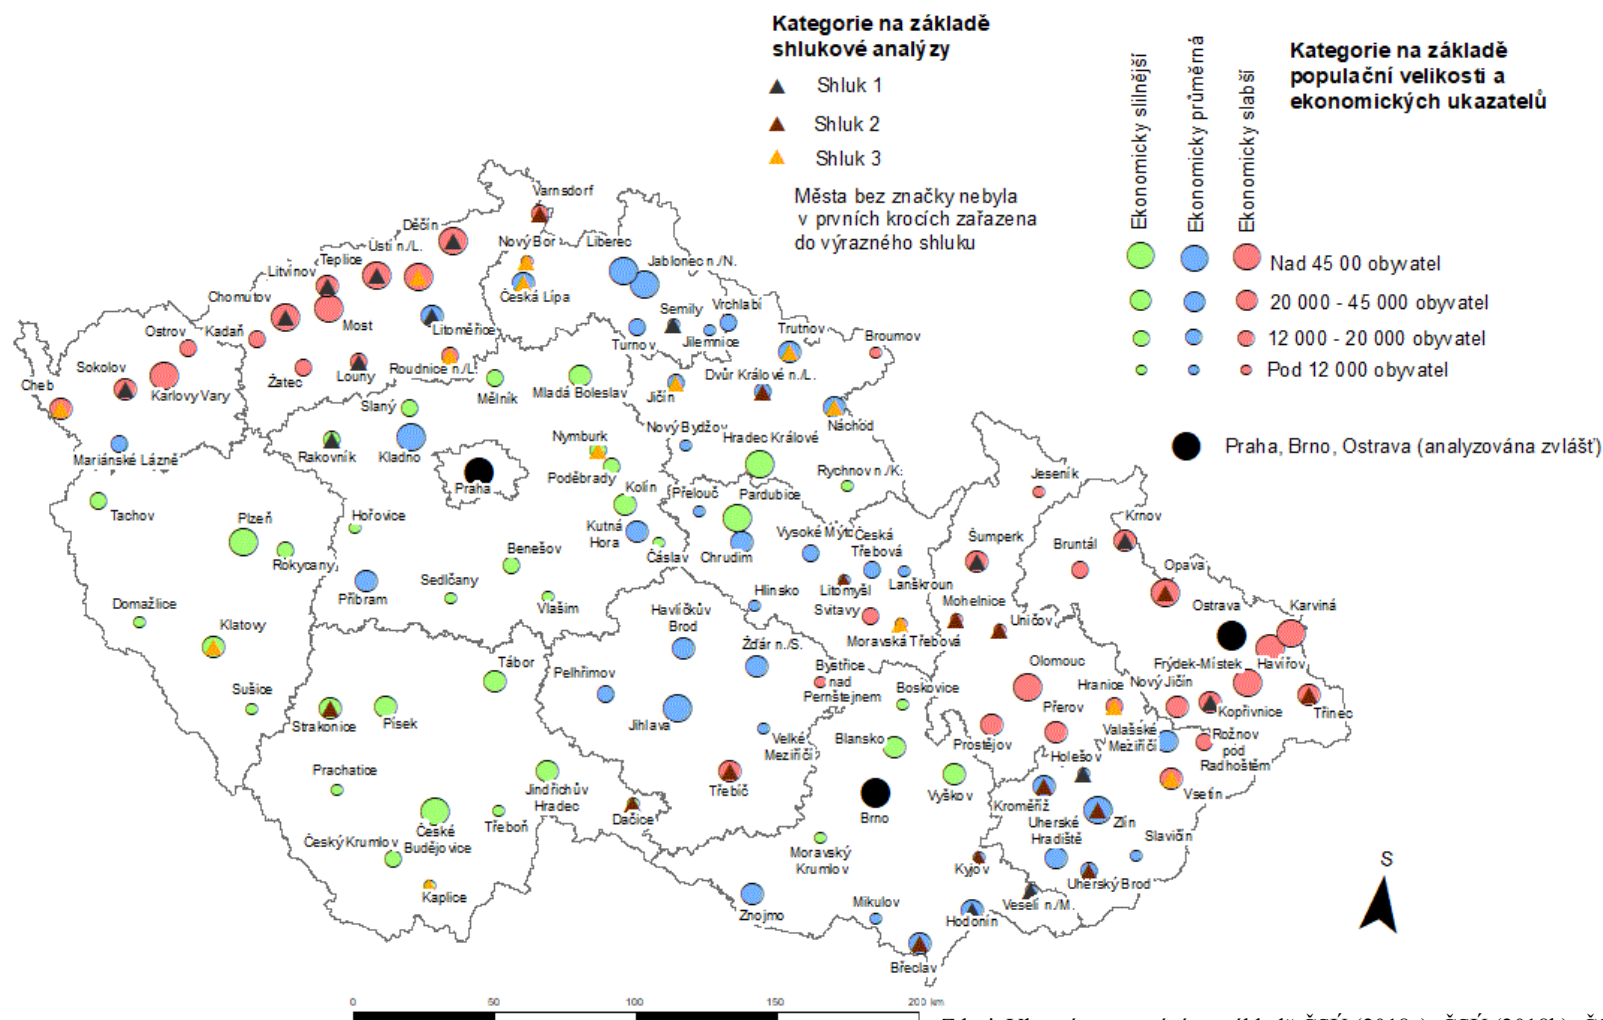 Kategorie na základě
shlukové analýzy
Shluk 1
Shluk 2
Shluk 3
Města bez značky nebyla
v prvních krocích zařazena
do výrazného shluku
Ekonomicky slilnější
Ekonomicky průměrná
Ekonomicky slabší
Kategorie na základě
populační velikosti a
ekonomických ukazatelů
Nad 45 00 obyvatel
20 000 - 45 000 obyvatel
12 000 - 20 000 obyvatel
Pod 12 000 obyvatel
Praha, Brno, Ostrava (analyzována zvlášť)
Varnsdorf
Děčín
Ústí n./L.
Nový Bor
Liberec
Teplice
Jablonec n./N.
Litvínov
Chomutov
Česká Lípa
Semily
Vrchlabí
Ostrov
Kadaň
Most
Litoměřice
Turnov
Jilemnice
Trutnov
Broumov
Sokolov
Žatec
Louny
Roudnice n./L.
Dvůr Králové n./L.
Cheb
Karlovy Vary
Slaný
Mělník
Mladá Boleslav
Jičín
Mariánské Lázně
Rakovník
Kladno
Nymburk
Nový Bydžov
Hradec Králové
Náchod
Praha
Poděbrady
Kolín
Přelouč
Pardubice
Rychnov n./K.
Jeseník
Tachov
Plzeň
Hořovice
Kutná
Hora
Vysoké Mýto
Česká
Třebová
Šumperk
Krnov
Rokycany
Benešov
Čáslav
Chrudim
Bruntál
Opava
Příbram
Sedlčany
Vlašim
Hlinsko
Litomyšl
Lanškroun
Mohelnice
Domažlice
Klatovy
Havlíčkův
Brod
Svitavy
Moravská Třebová
Uničov
Ostrava
Karviná
Tábor
Pelhřimov
Žďár n./S.
Bystřice
nad
Pernštejnem
Boskovice
Olomouc
Hranice
Frýdek-Místek
Havířov
Nový Jičín
Sušice
Strakonice
Písek
Jihlava
Velké
Meziříčí
Blansko
Prostějov
Přerov
Valašské
Meziříčí
Kopřivnice
Třinec
Rožnov
pod
Radhoštěm
Prachatice
Jindřichův
Hradec
Třebíč
Vyškov
Holešov
Vsetín
Český Krumlov
České
Budějovice
Třeboň
Dačice
Brno
Kroměříž
Zlín
Uherské
Hradiště
Slavičín
Moravský
Krumlov
Kyjov
Uherský Brod
Kaplice
Znojmo
Mikulov
Hodonín
Veselí n./M.
Břeclav
S
0 50 100 150 200 km